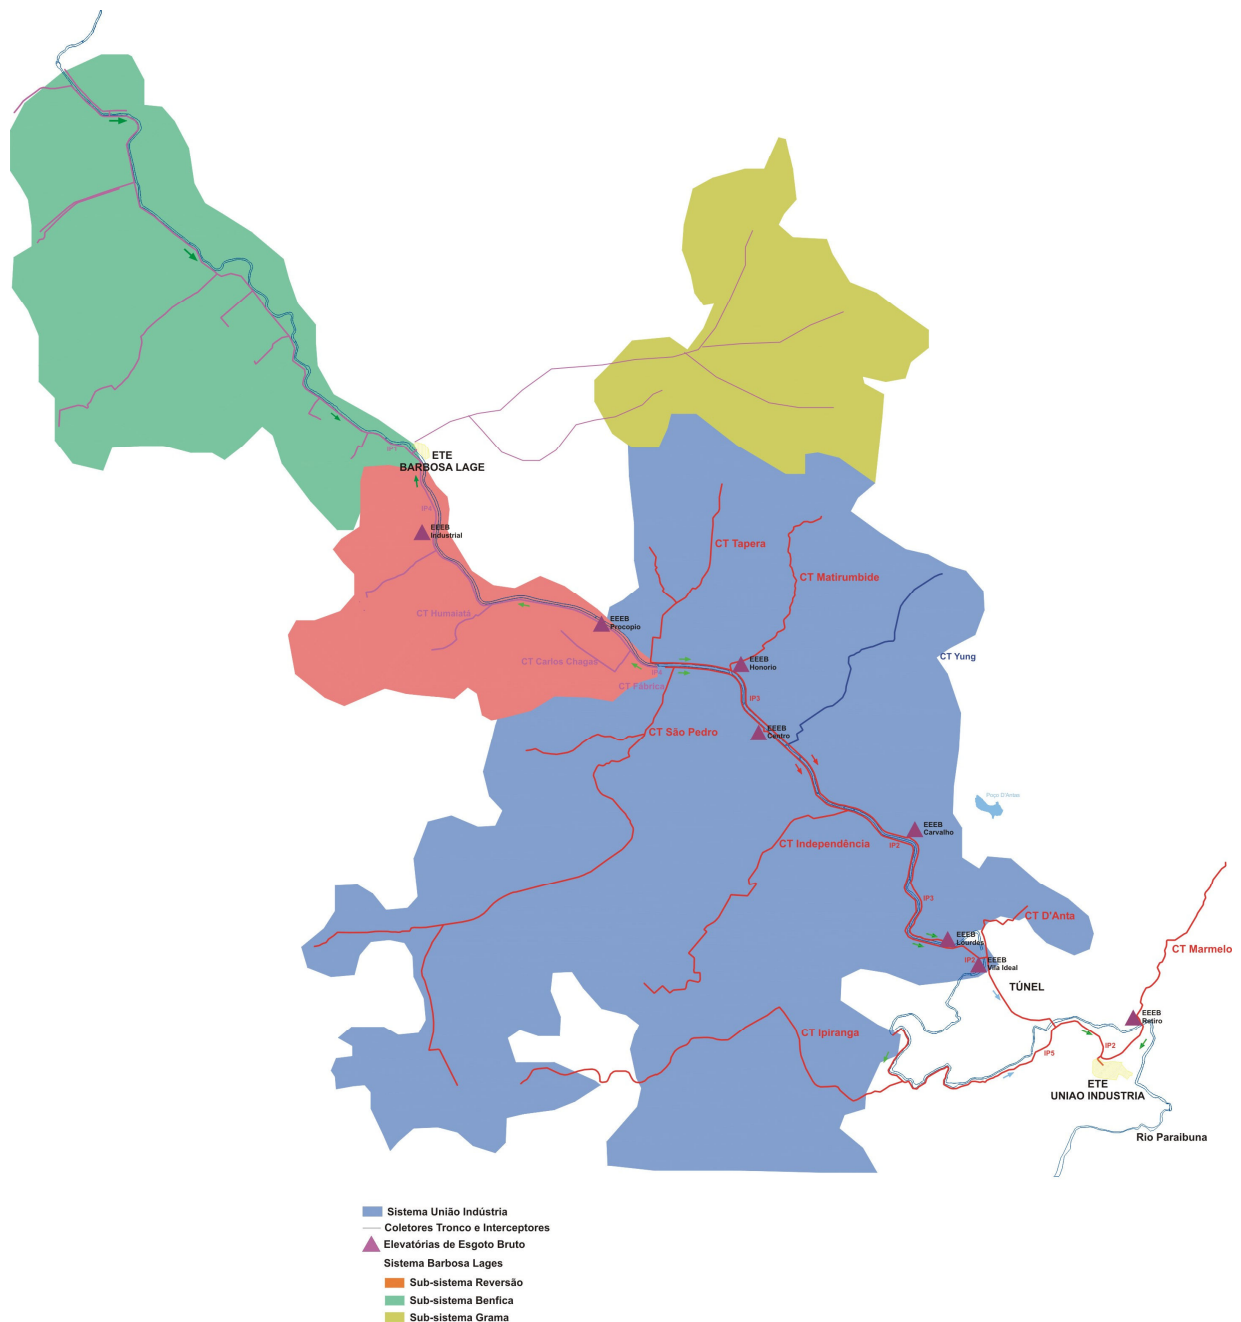 ETE
BARBOSA LAGE
IP4
EEEB
Industrial
CT Tapera
CT Matirumbide
CT Humaiatá
EEEB
Procopio
CT Yung
CT Carlos Chagas
EEEB
Honorio
CT Fábrica
IP3
CT São Pedro
EEEB
Centro
Poço D'Antas
EEEB
Carvalho
CT Independência
IP2
IP3
CT D'Anta
EEEB
Lourdes
CT Marmelo
IP2
EEEB
Vila Ideal
TÚNEL
EEEB
Retiro
CT Ipiranga
IP2
IP5
ETE
UNIAO INDUSTRIA
Rio Paraibuna
Sistema União Indústria
Coletores Tronco e Interceptores
Elevatórias de Esgoto Bruto
Sistema Barbosa Lages
Sub-sistema Reversão
Sub-sistema Benfica
Sub-sistema Grama